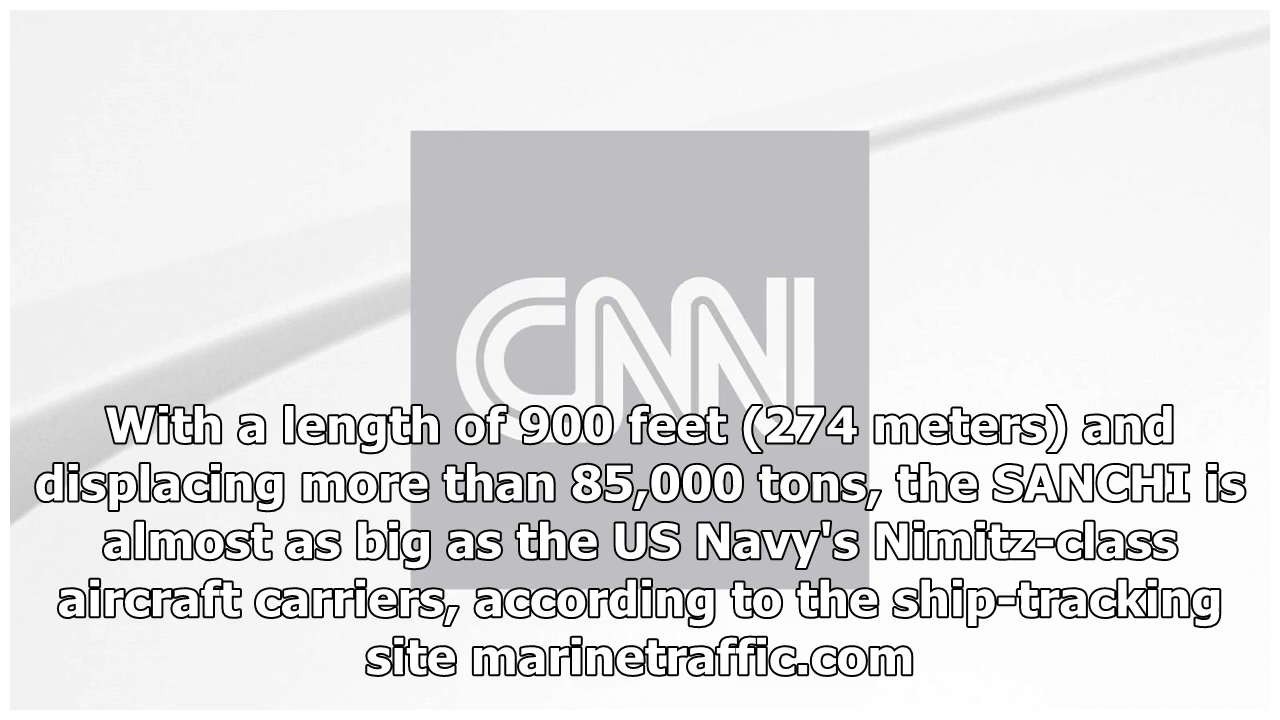 CNN
With a length of 900 feet (274 meters) and
displacing more than 85,000 tons, the SANCHI is
almost as big as the US Navy's Nimitz-class
aircraft carriers, according to the ship-tracking
site marinetraffic.com